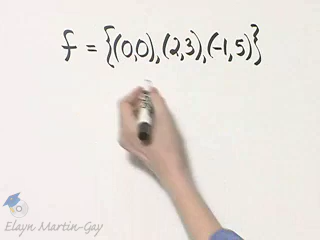 f = {(0,0),(2,3),(-1,5)}
Elayn Martin-Gay